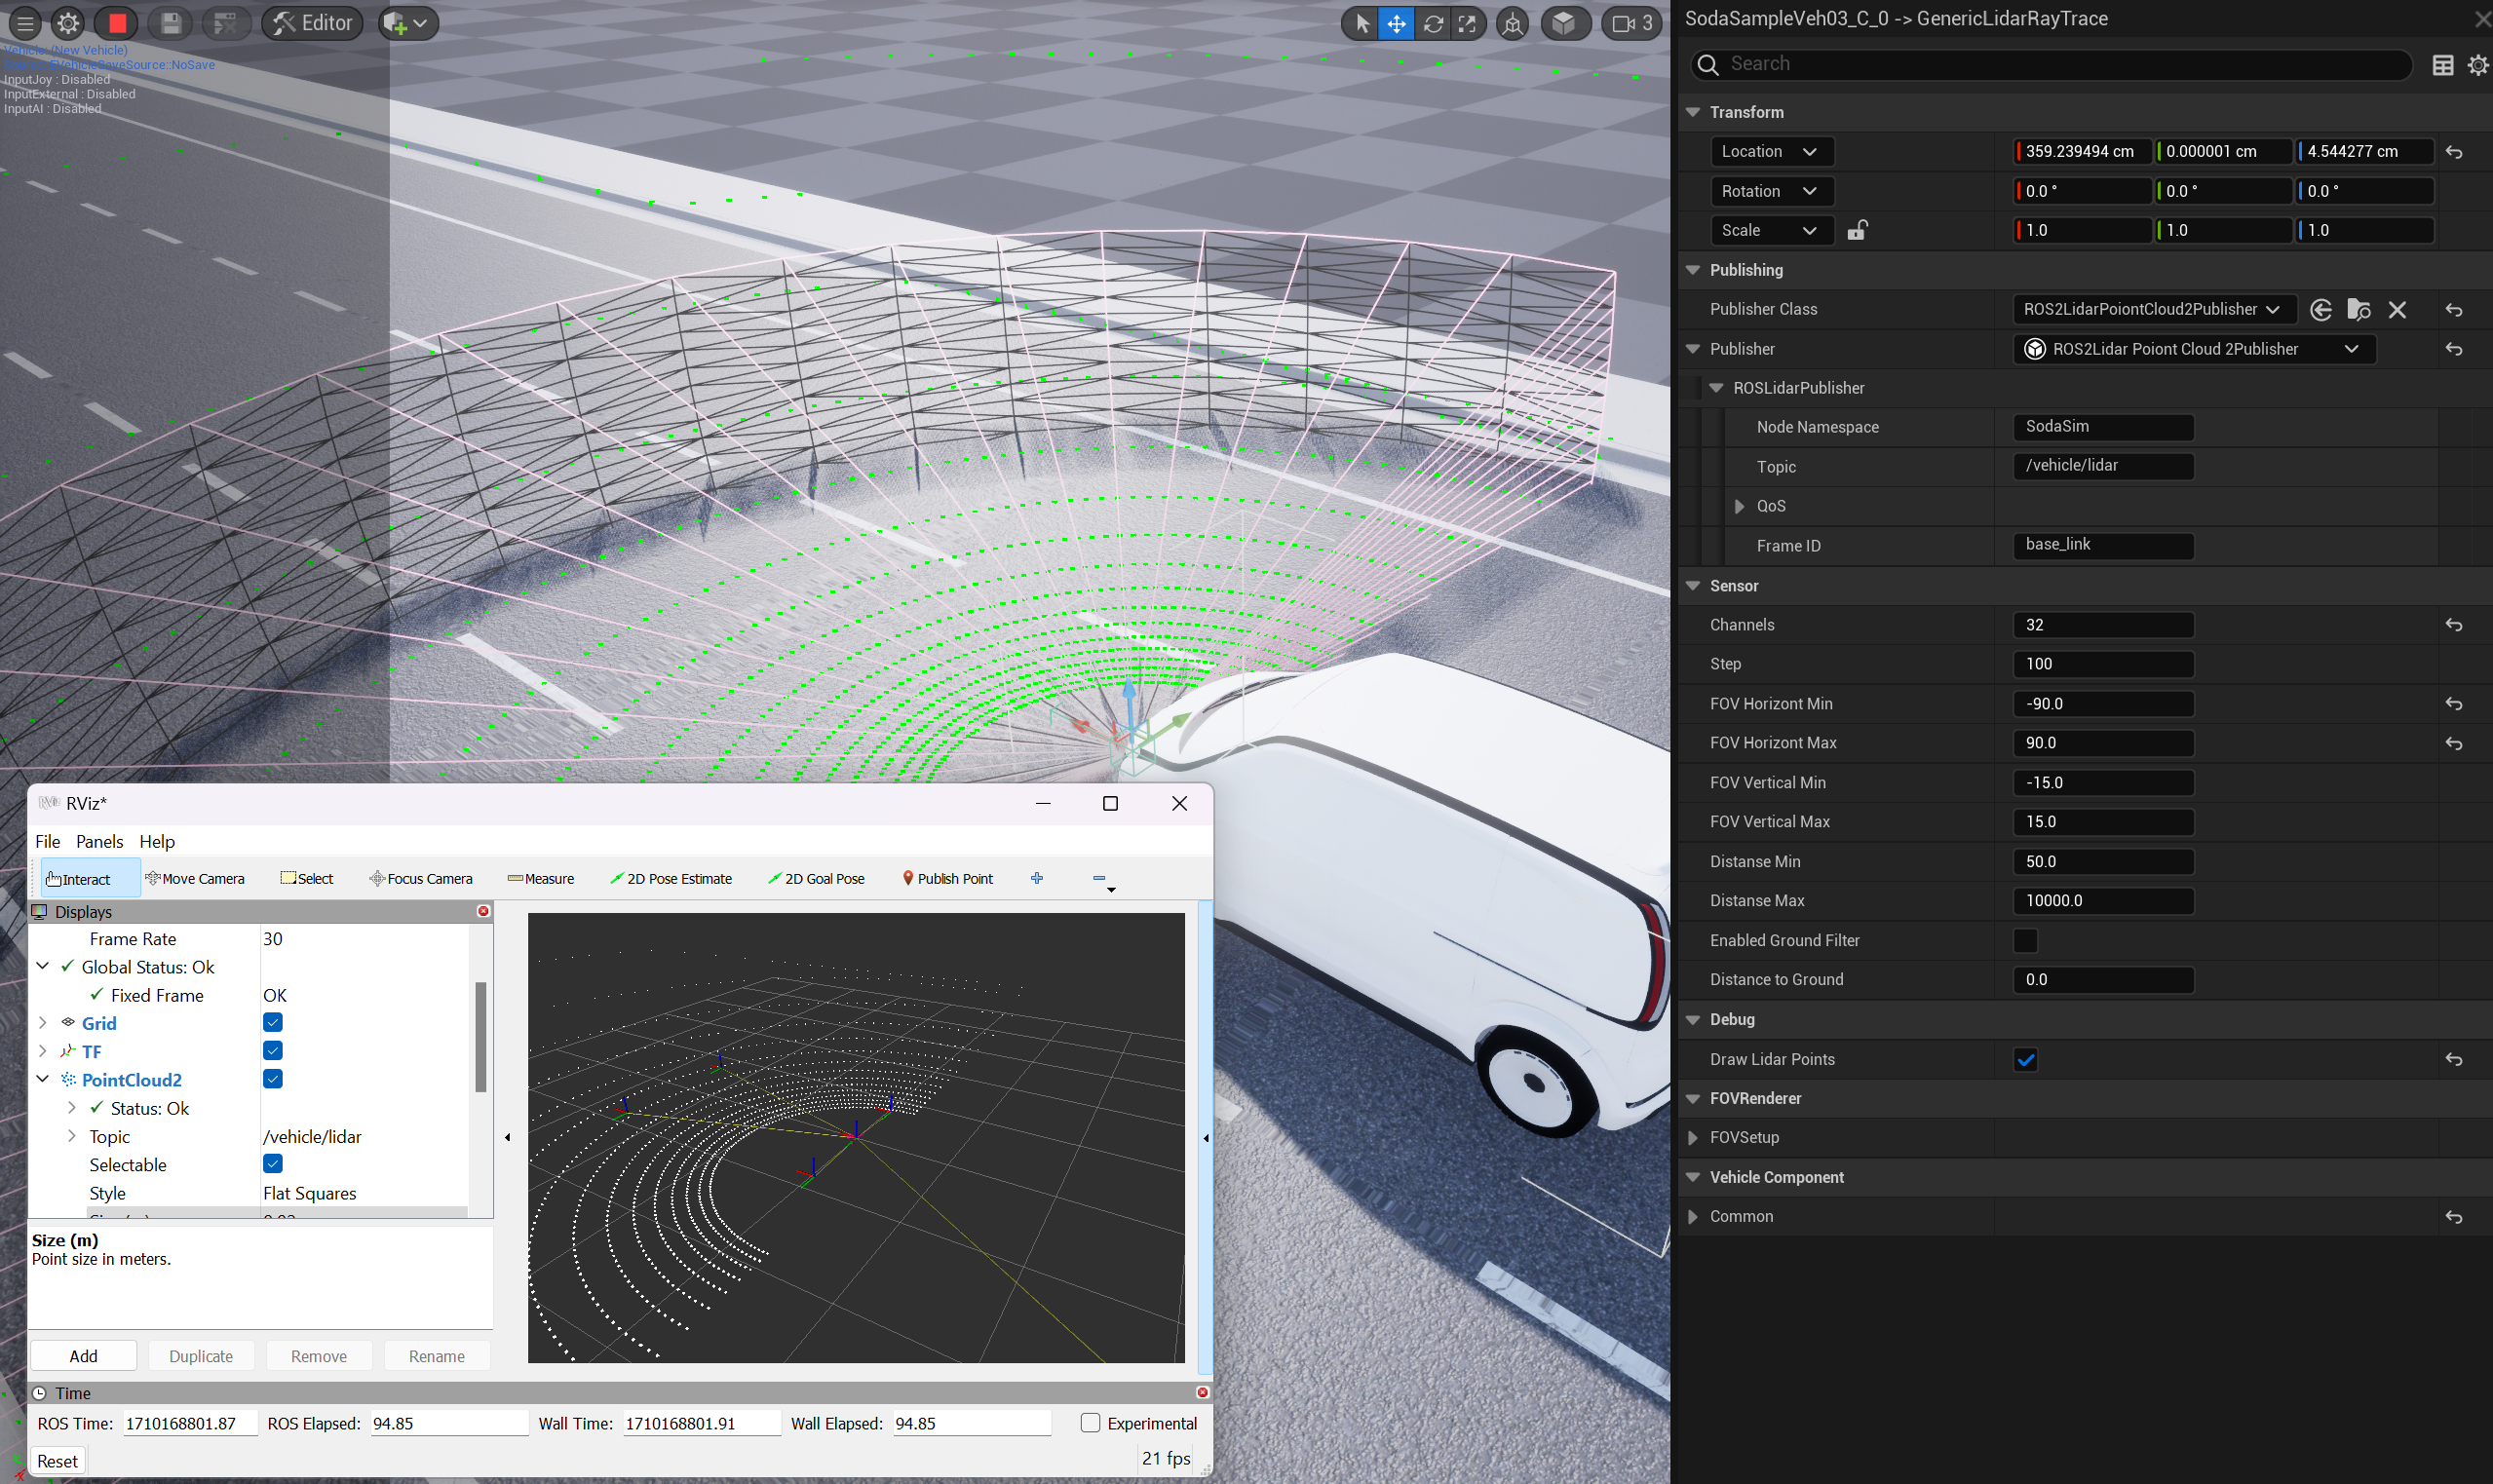 Editor
3
Vehicle: (New Vehicle)
InputJoy : Disabled
InputExternal : Disabled
InputAI : Disabled
SodaSampleVeh03_C_0 -> GenericLidarRayTrace
Search
Transform
Location 359.239494 cm 0.000001 cm 4.544277 cm
Rotation 0.0 ° 0.0 ° 0.0 °
Scale 1.0 1.0 1.0
Publishing
Publisher Class ROS2LidarPoiontCloud2Publisher
Publisher ROS2Lidar Poiont Cloud 2Publisher
ROSLidarPublisher
Node Namespace SodaSim
Topic /vehicle/lidar
QoS
Frame ID base_link
Sensor
Channels 32
Step 100
FOV Horizont Min -90.0
FOV Horizont Max 90.0
FOV Vertical Min -15.0
FOV Vertical Max 15.0
Distanse Min 50.0
Distanse Max 10000.0
Enabled Ground Filter
Distance to Ground 0.0
Debug
Draw Lidar Points
FOVRenderer
FOVSetup
Vehicle Component
Common
RViz*
File Panels Help
Interact Move Camera Select Focus Camera Measure 2D Pose Estimate 2D Goal Pose Publish Point
Displays
Frame Rate 30
Global Status: Ok
Fixed Frame OK
Grid
TF
PointCloud2
Status: Ok
Topic /vehicle/lidar
Selectable
Style Flat Squares
Size (m)
Point size in meters.
Add Duplicate Remove Rename
Time
ROS Time: 1710168801.87 ROS Elapsed: 94.85 Wall Time: 1710168801.91 Wall Elapsed: 94.85 Experimental
Reset 21 fps